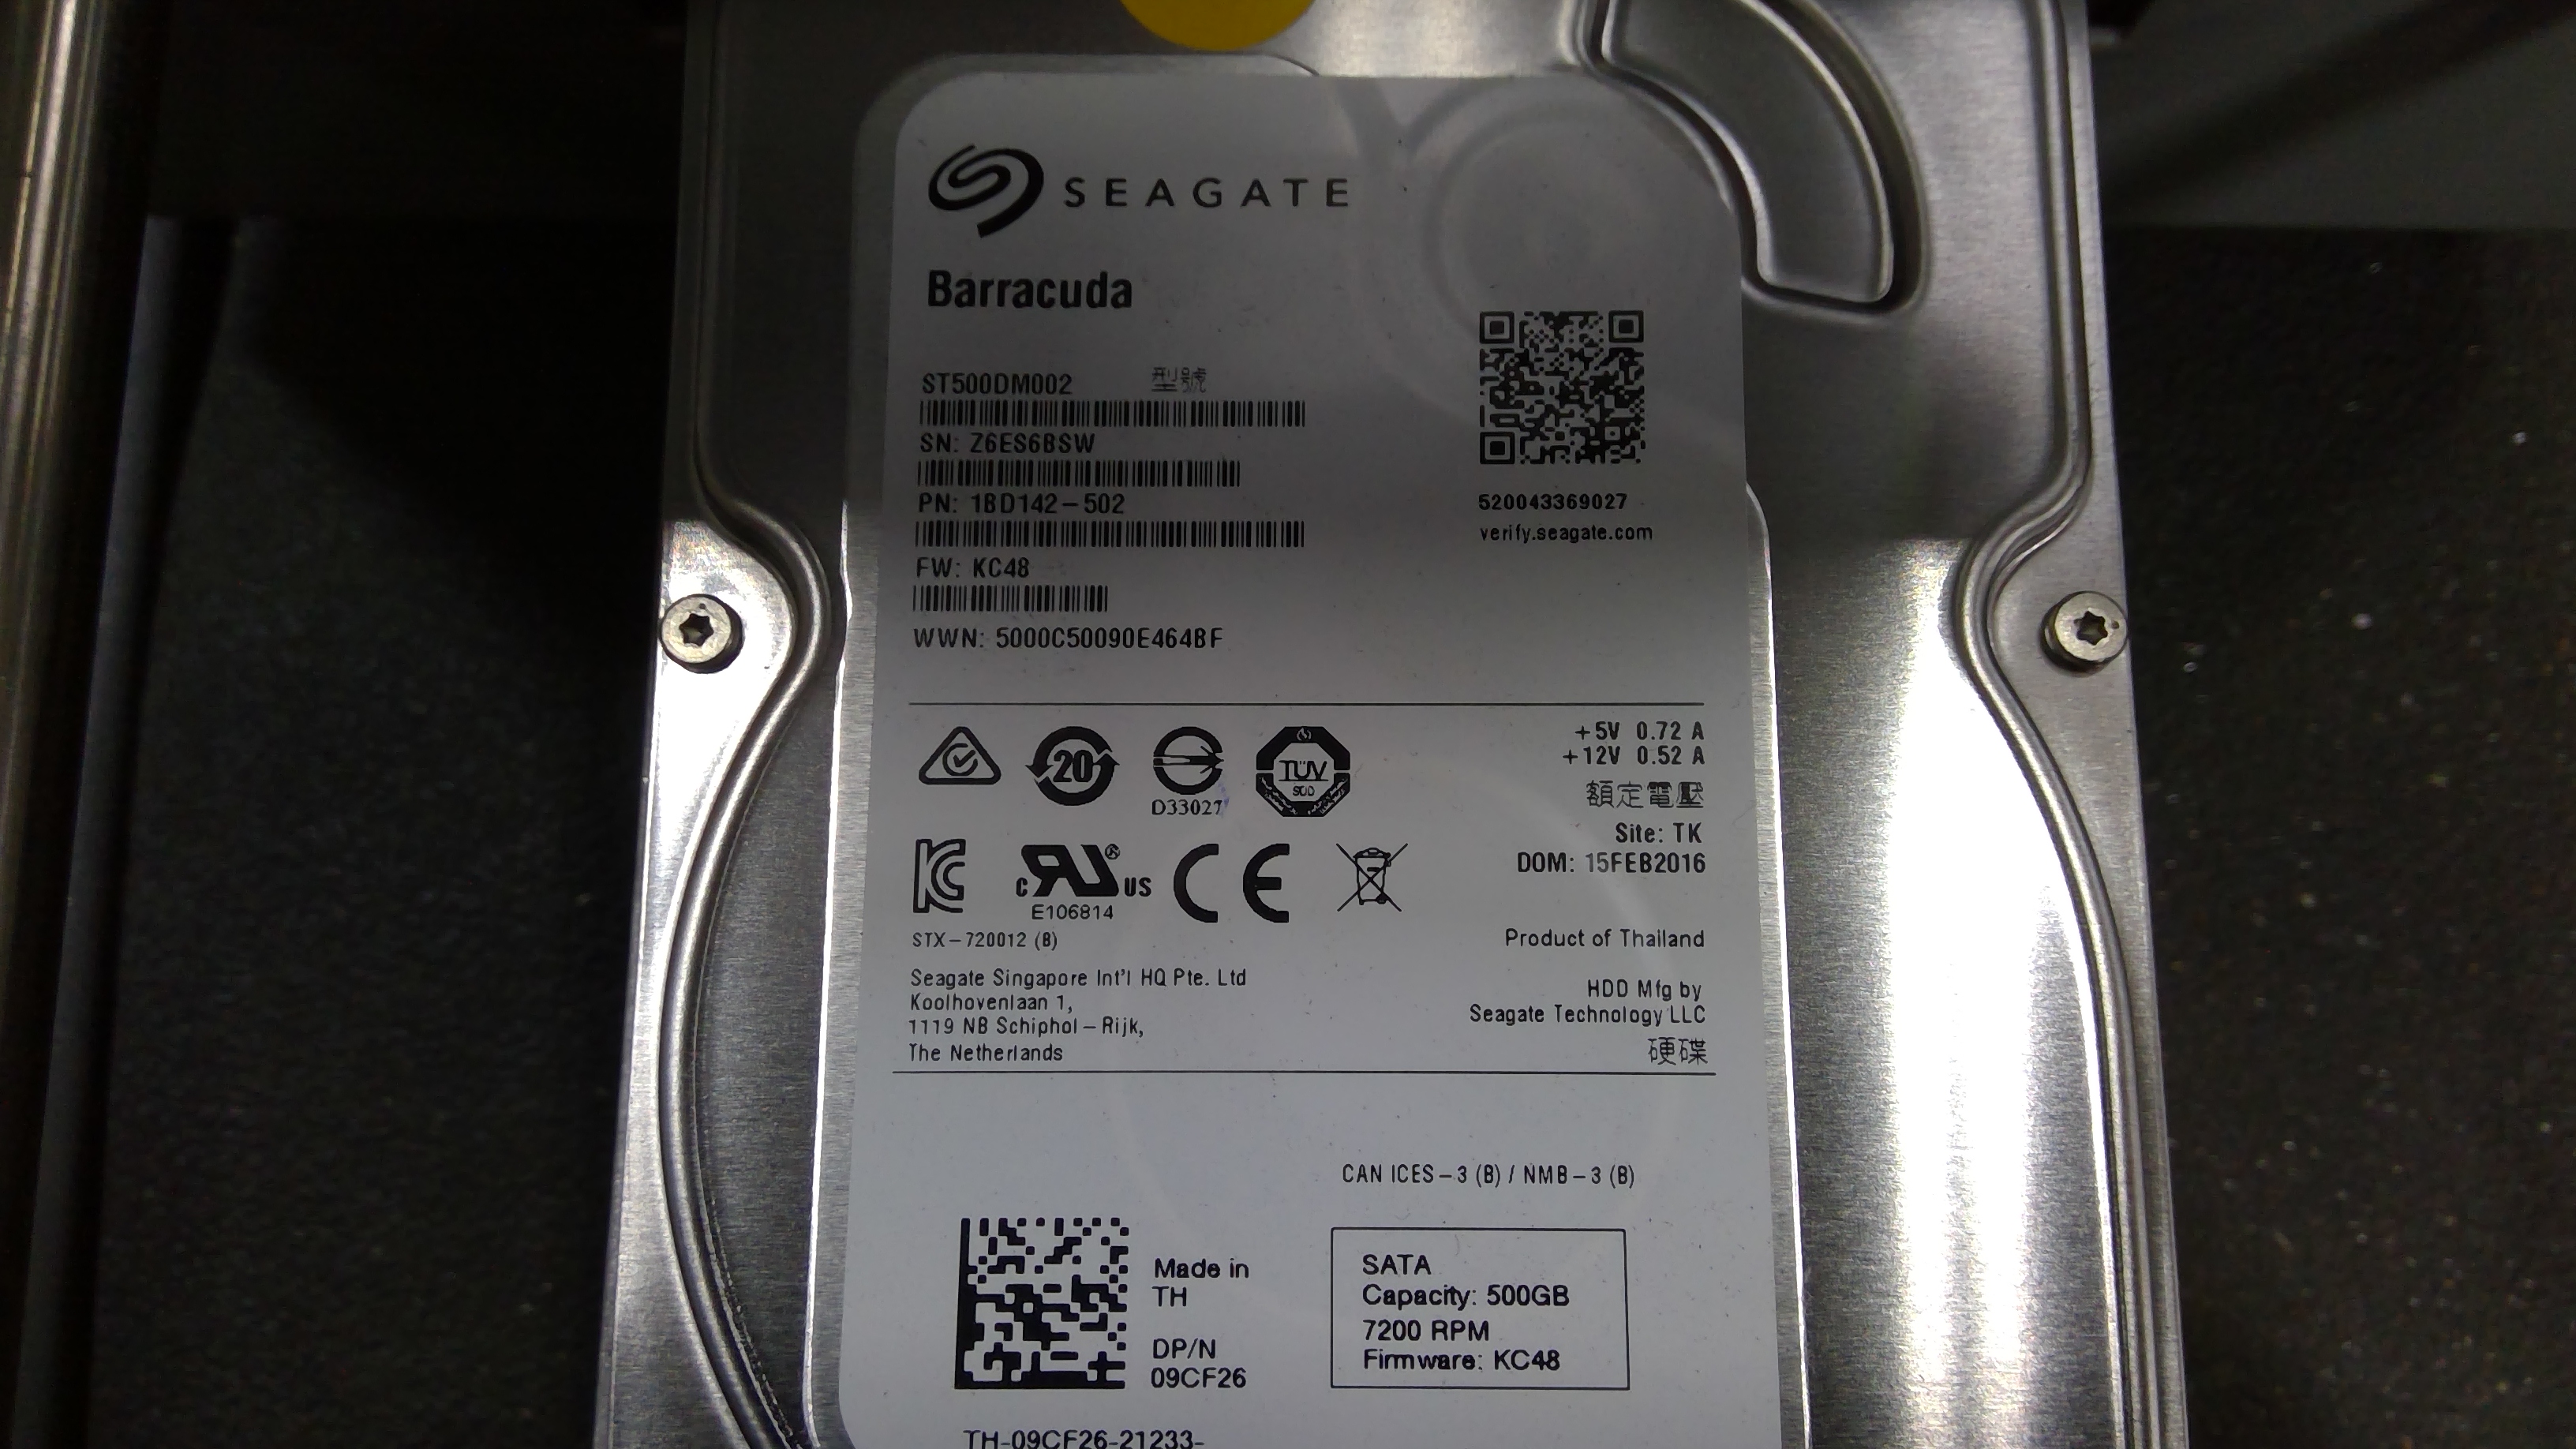 SEAGATE
Barracuda
ST500DM002 型號
SN: Z6ES6BSW
PN: 1BD142-502
FW: KC48
WWN: 5000C50090E464BF
520043369027
verify.seagate.com
20
D33027
TÜV
SÜD
+5V 0.72 A
+12V 0.52 A
額定電壓
Site: TK
DOM: 15FEB2016
c RU ® US
E106814
CE
STX-720012 (B)
Product of Thailand
Seagate Singapore Int'l HQ Pte. Ltd
Koolhovenlaan 1,
1119 NB Schiphol-Rijk,
The Netherlands
HDD Mfg by
Seagate Technology LLC
硬碟
CAN ICES-3 (B) / NMB-3 (B)
Made in
TH
DP/N
09CF26
SATA
Capacity: 500GB
7200 RPM
Firmware: KC48
TH-09CF26-21233-